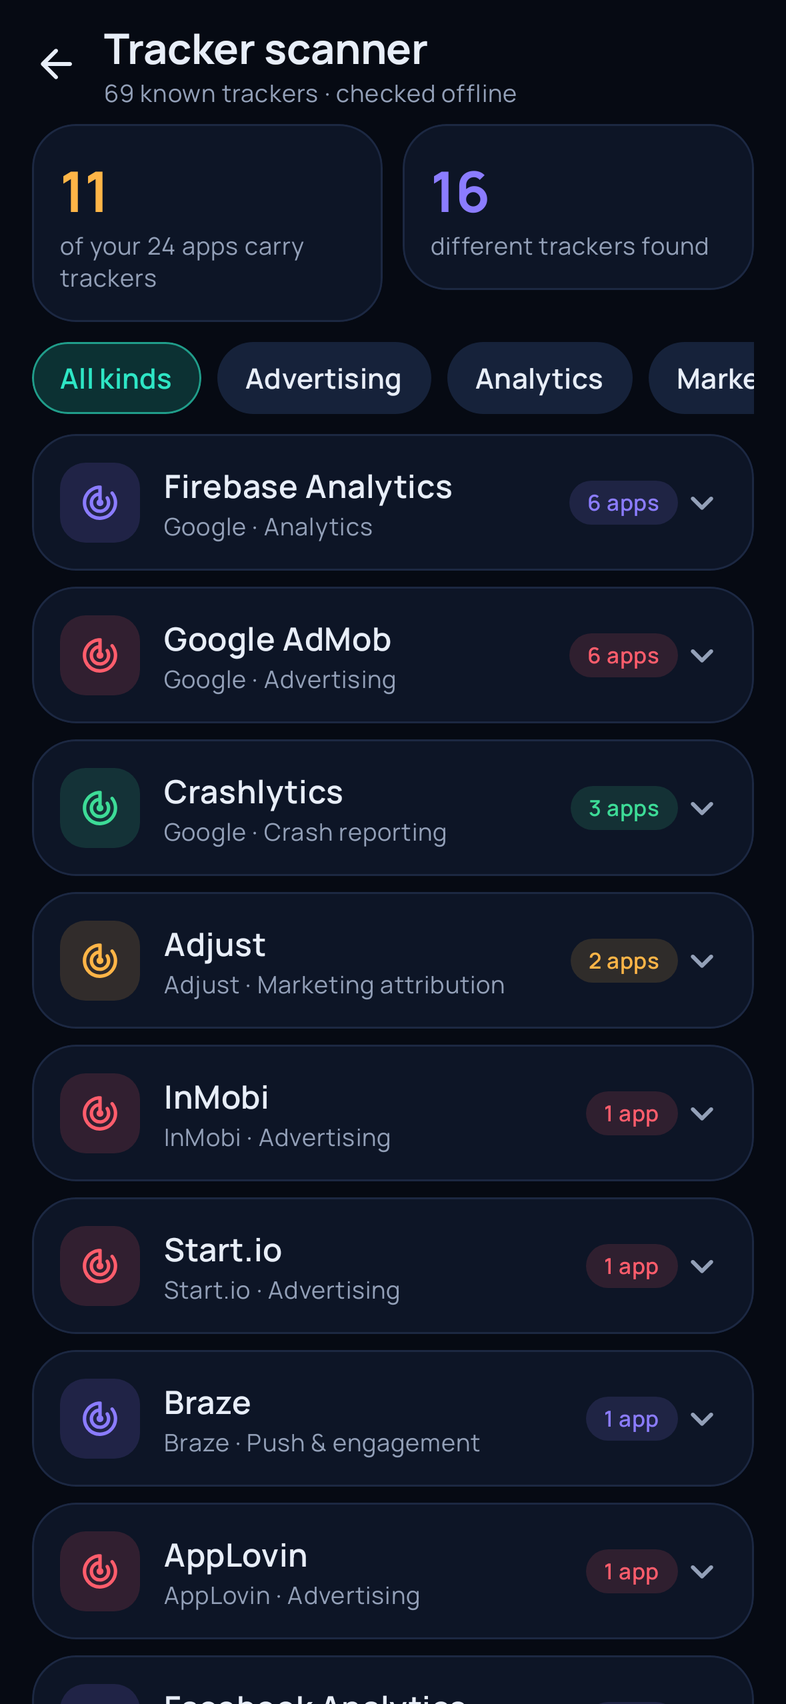 Tracker scanner
69 known trackers · checked offline
11
of your 24 apps carry
trackers
16
different trackers found
All kinds
Advertising
Analytics
Marke
Firebase Analytics
Google · Analytics
6 apps
Google AdMob
Google · Advertising
6 apps
Crashlytics
Google · Crash reporting
3 apps
Adjust
Adjust · Marketing attribution
2 apps
InMobi
InMobi · Advertising
1 app
Start.io
Start.io · Advertising
1 app
Braze
Braze · Push & engagement
1 app
AppLovin
AppLovin · Advertising
1 app
Facebook Analytics